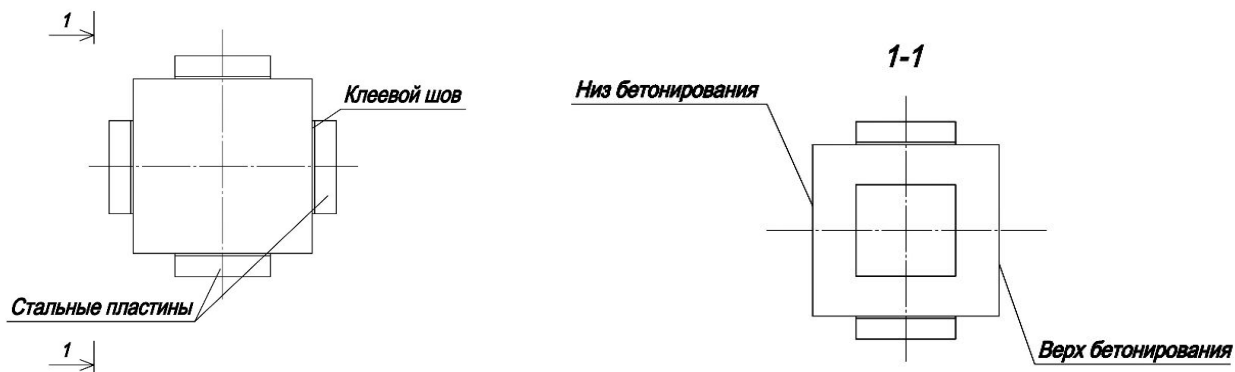 1
Клеевой шов
Стальные пластины
1
1-1
Низ бетонирования
Верх бетонирования